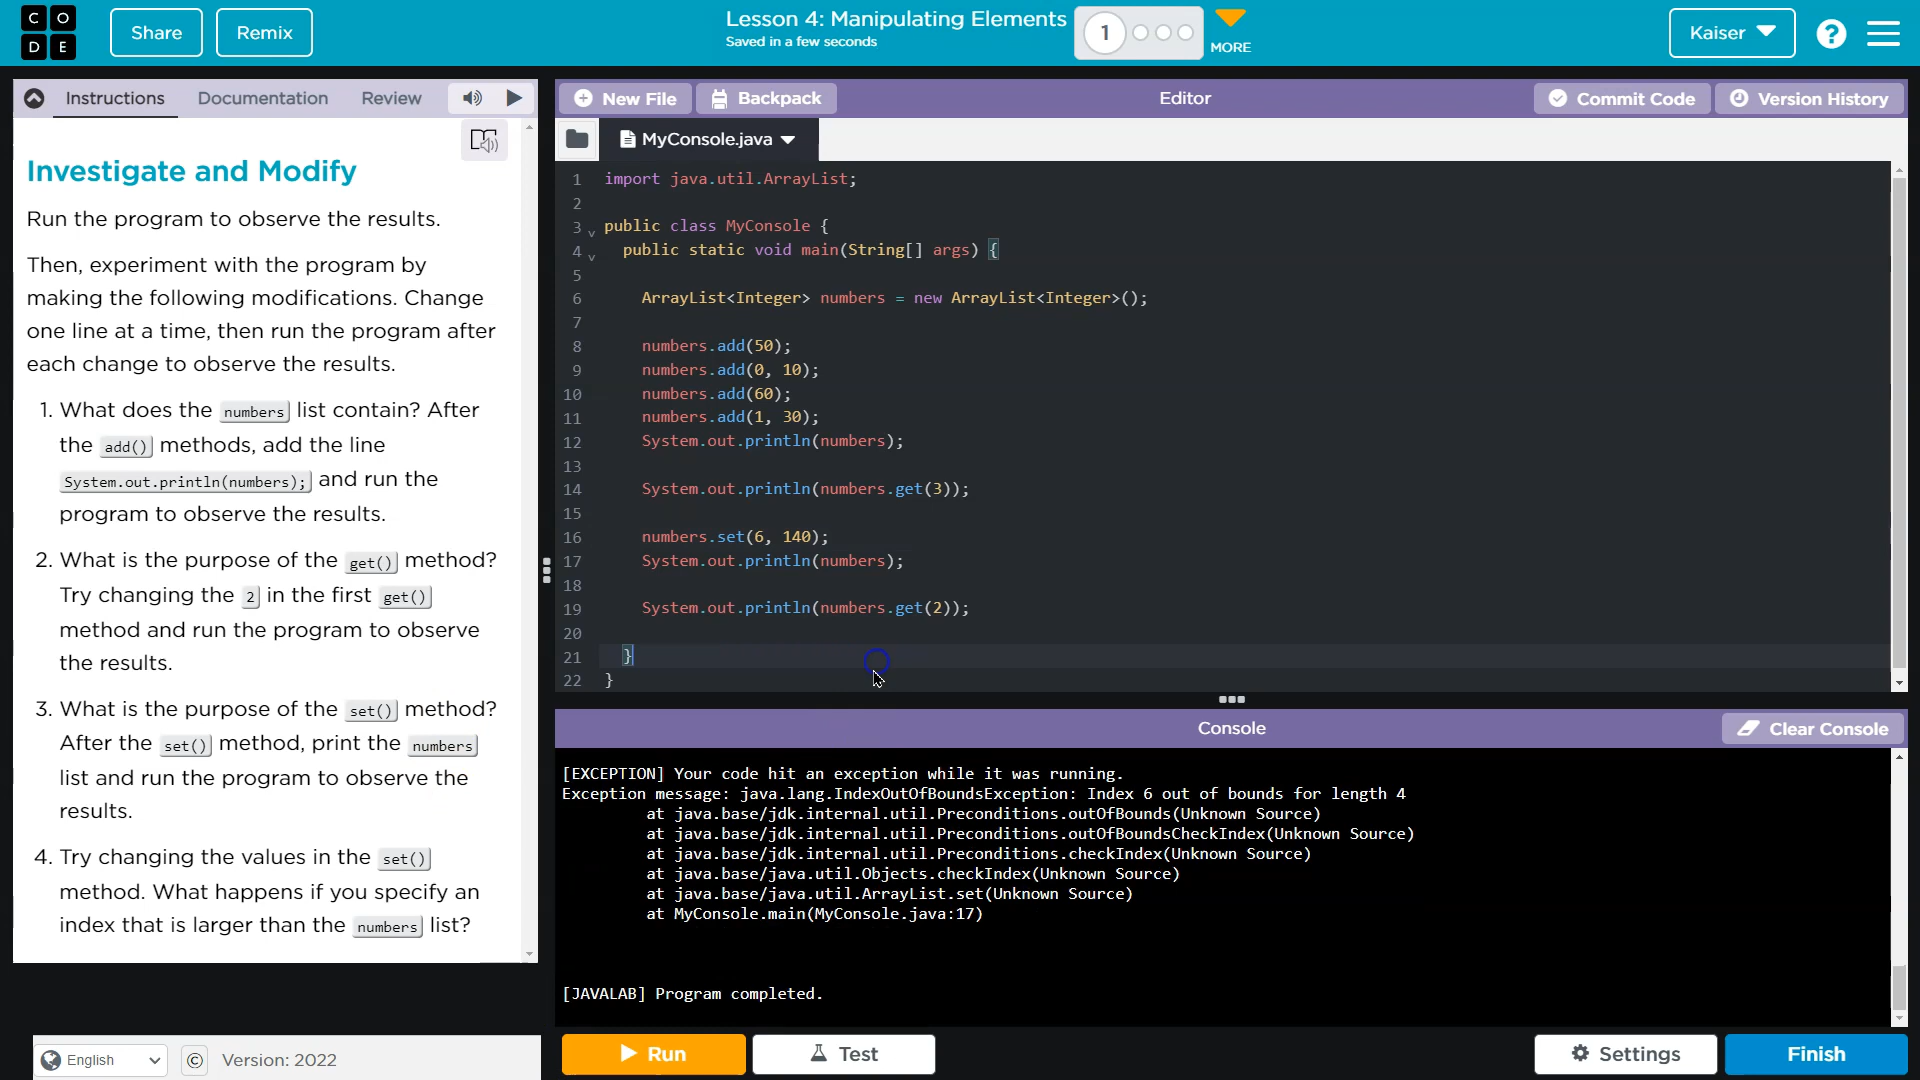 CODE
Share
Remix
Lesson 4: Manipulating Elements
Saved in a few seconds
1
MORE
Kaiser
?
Instructions
Documentation
Review
Investigate and Modify
Run the program to observe the results.
Then, experiment with the program by
making the following modifications. Change
one line at a time, then run the program after
each change to observe the results.
1. What does the numbers list contain? After
the add() methods, add the line
System.out.println(numbers); and run the
program to observe the results.
2. What is the purpose of the get() method?
Try changing the 2 in the first get()
method and run the program to observe
the results.
3. What is the purpose of the set() method?
After the set() method, print the numbers
list and run the program to observe the
results.
4. Try changing the values in the set()
method. What happens if you specify an
index that is larger than the numbers list?
English
©
Version: 2022
New File
Backpack
Editor
Commit Code
Version History
MyConsole.java
1 import java.util.ArrayList;
2
3 public class MyConsole {
4 public static void main(String[] args) {
5
6 ArrayList<Integer> numbers = new ArrayList<Integer>();
7
8 numbers.add(50);
9 numbers.add(0, 10);
10 numbers.add(60);
11 numbers.add(1, 30);
12 System.out.println(numbers);
13
14 System.out.println(numbers.get(3));
15
16 numbers.set(6, 140);
17 System.out.println(numbers);
18
19 System.out.println(numbers.get(2));
20
21 }
22 }
Console
Clear Console
[EXCEPTION] Your code hit an exception while it was running.
Exception message: java.lang.IndexOutOfBoundsException: Index 6 out of bounds for length 4
at java.base/jdk.internal.util.Preconditions.outOfBounds(Unknown Source)
at java.base/jdk.internal.util.Preconditions.outOfBoundsCheckIndex(Unknown Source)
at java.base/jdk.internal.util.Preconditions.checkIndex(Unknown Source)
at java.base/java.util.Objects.checkIndex(Unknown Source)
at java.base/java.util.ArrayList.set(Unknown Source)
at MyConsole.main(MyConsole.java:17)
[JAVALAB] Program completed.
Run
Test
Settings
Finish